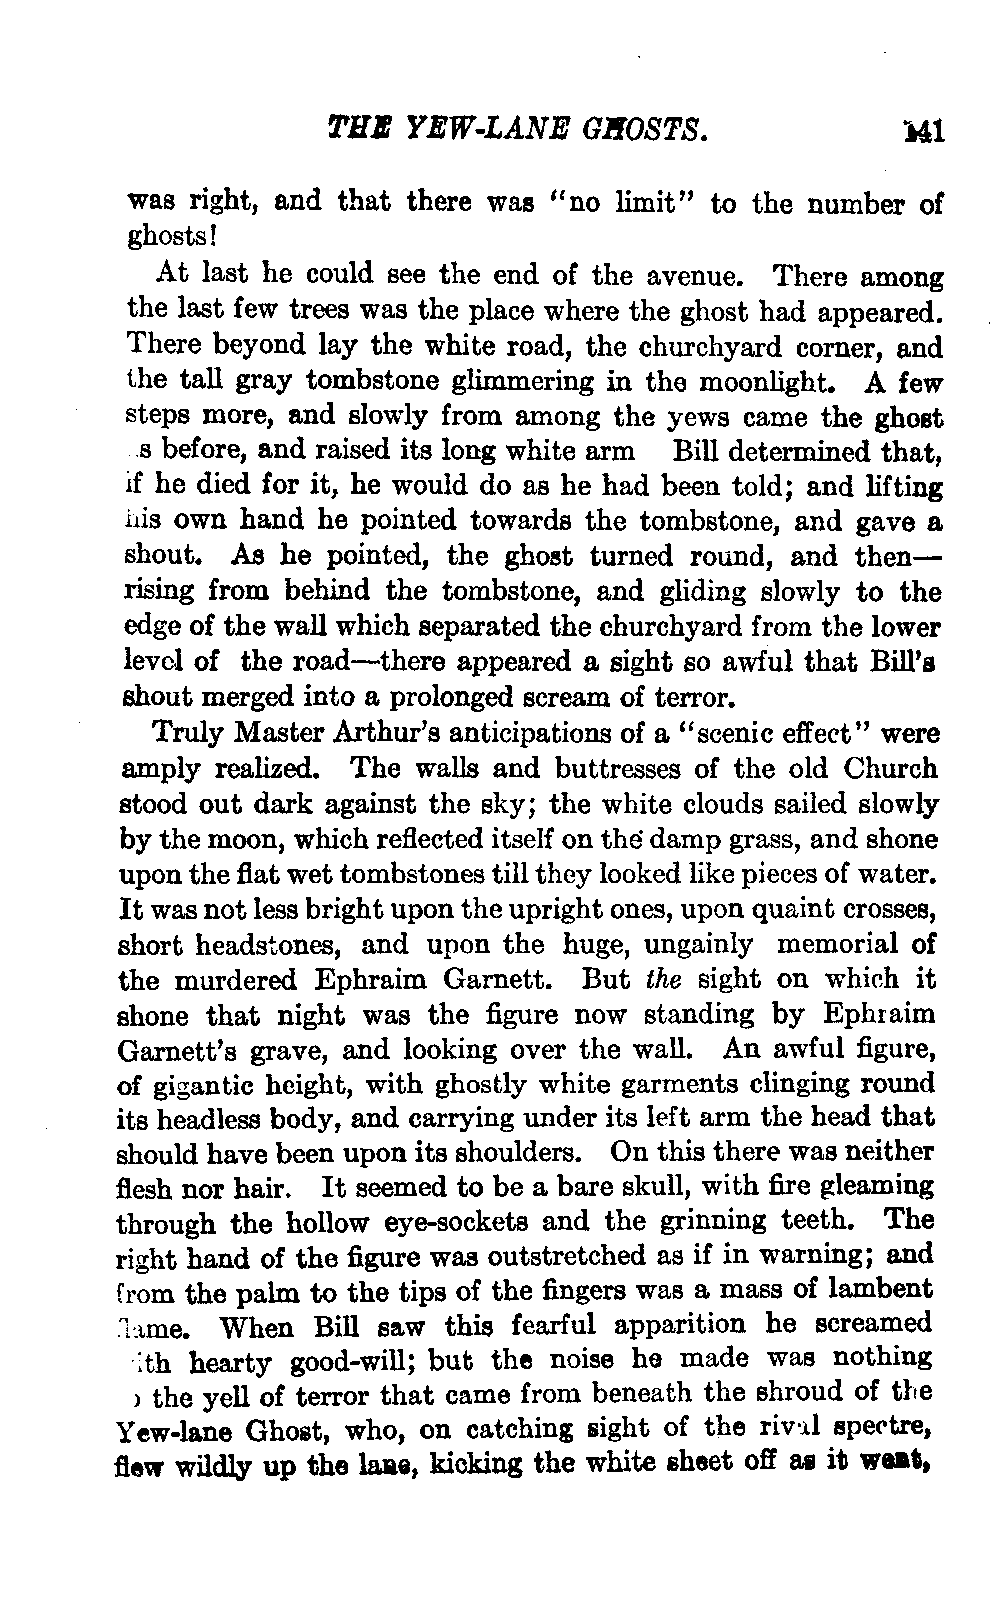 THE YEW-LANE GHOSTS. 141
was right, and that there was "no limit" to the number of
ghosts!
At last he could see the end of the avenue. There among
the last few trees was the place where the ghost had appeared.
There beyond lay the white road, the churchyard corner, and
the tall gray tombstone glimmering in the moonlight. A few
steps more, and slowly from among the yews came the ghost
s before, and raised its long white arm Bill determined that,
if he died for it, he would do as he had been told; and lifting
his own hand he pointed towards the tombstone, and gave a
shout. As he pointed, the ghost turned round, and then—
rising from behind the tombstone, and gliding slowly to the
edge of the wall which separated the churchyard from the lower
level of the road—there appeared a sight so awful that Bill's
shout merged into a prolonged scream of terror.
Truly Master Arthur's anticipations of a "scenic effect" were
amply realized. The walls and buttresses of the old Church
stood out dark against the sky; the white clouds sailed slowly
by the moon, which reflected itself on the damp grass, and shone
upon the flat wet tombstones till they looked like pieces of water.
It was not less bright upon the upright ones, upon quaint crosses,
short headstones, and upon the huge, ungainly memorial of
the murdered Ephraim Garnett. But the sight on which it
shone that night was the figure now standing by Ephraim
Garnett's grave, and looking over the wall. An awful figure,
of gigantic height, with ghostly white garments clinging round
its headless body, and carrying under its left arm the head that
should have been upon its shoulders. On this there was neither
flesh nor hair. It seemed to be a bare skull, with fire gleaming
through the hollow eye-sockets and the grinning teeth. The
right hand of the figure was outstretched as if in warning; and
from the palm to the tips of the fingers was a mass of lambent
flame. When Bill saw this fearful apparition he screamed
ith hearty good-will; but the noise he made was nothing
the yell of terror that came from beneath the shroud of the
Yew-lane Ghost, who, on catching sight of the rival spectre,
flew wildly up the lane, kicking the white sheet off as it went,